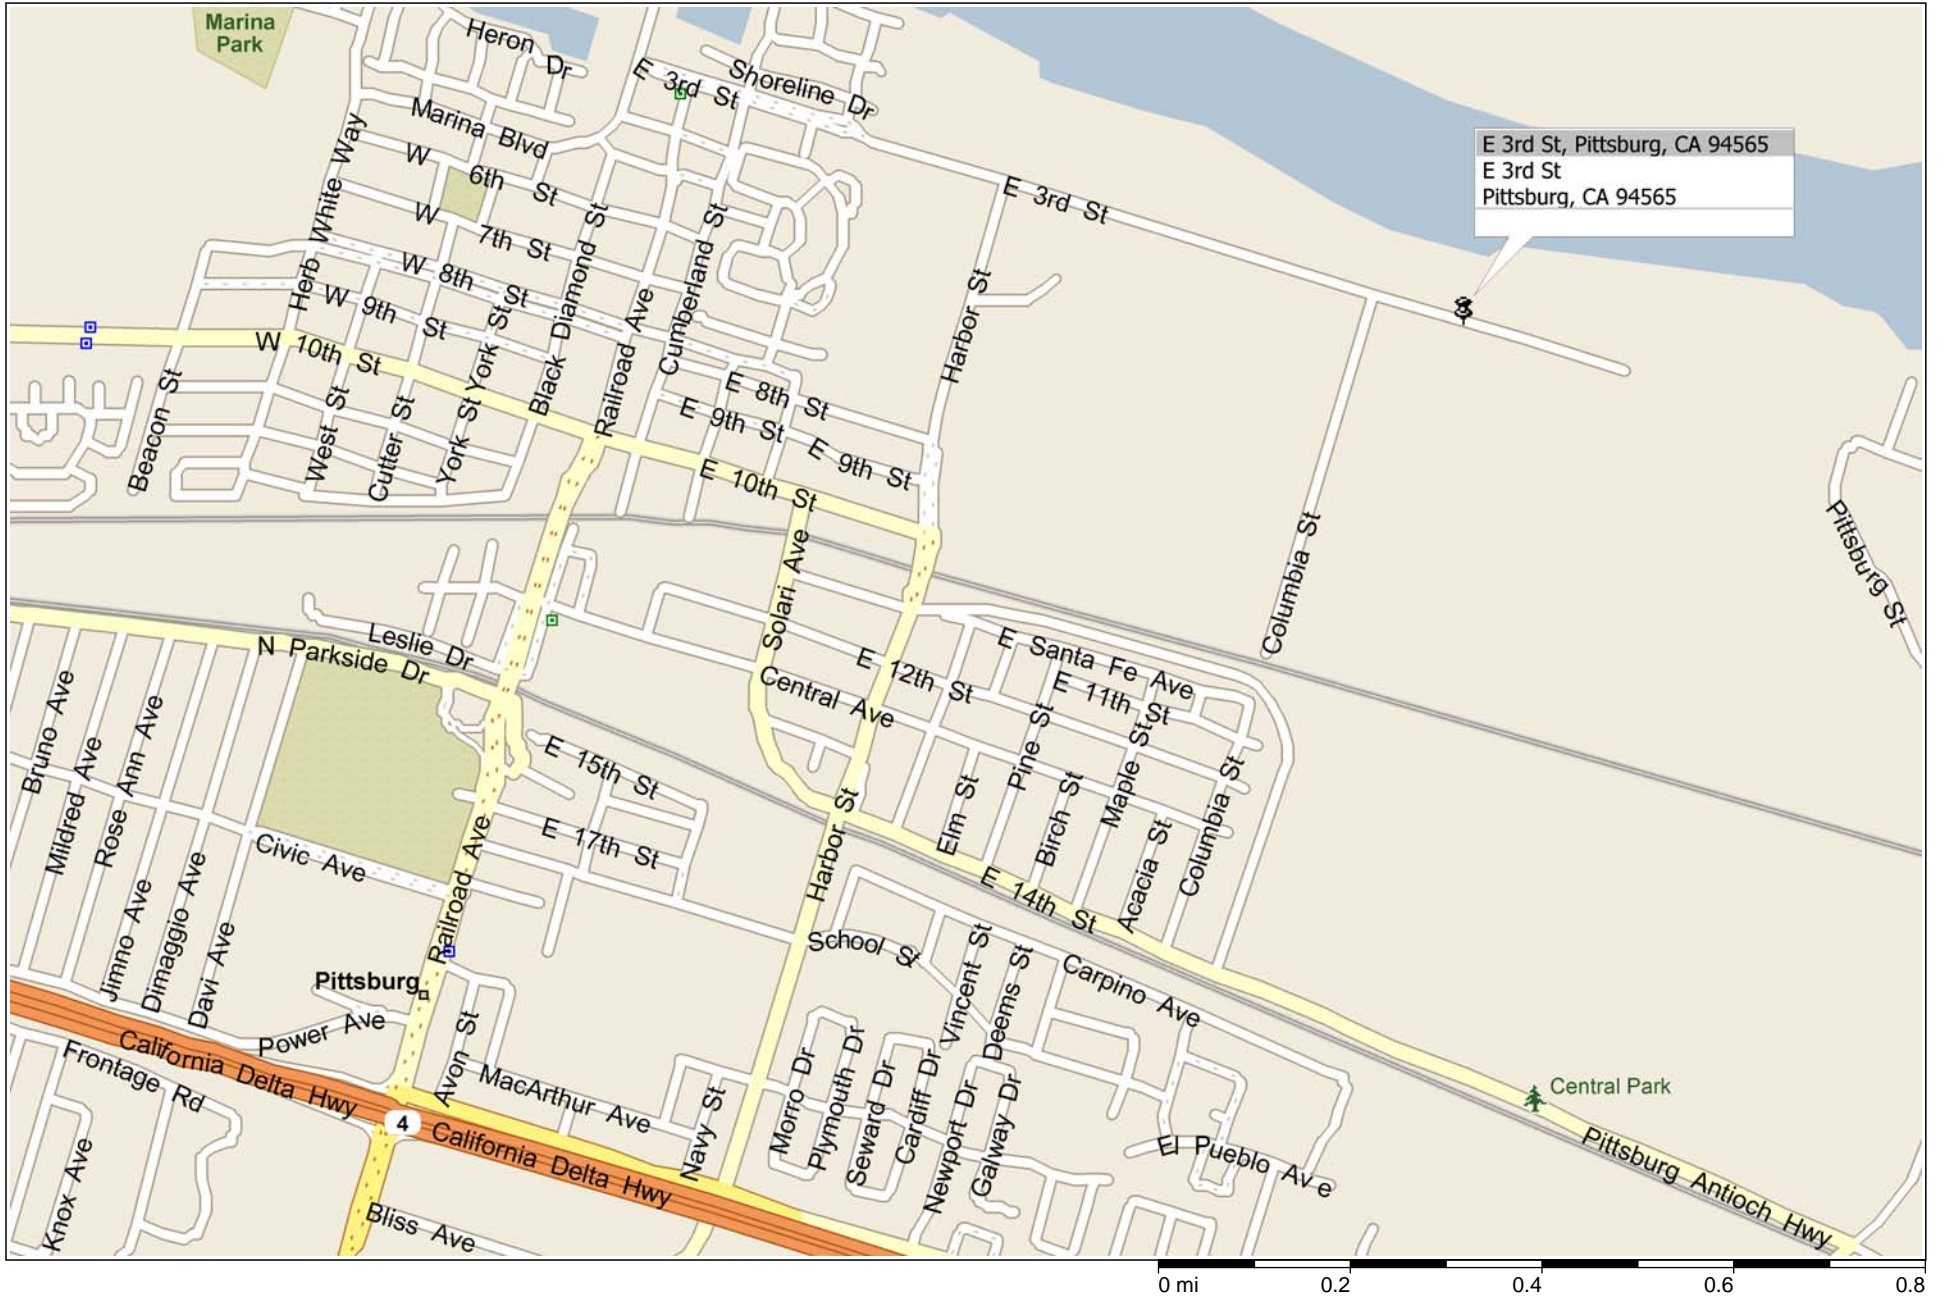 Marina
Park
Heron Dr
E 3rd St
Shoreline Dr
Marina Blvd
W 6th St
W 7th St
W 8th St
W 9th St
W 10th St
Herb White Way
Black Diamond St
Railroad Ave
Cumberland St
Harbor St
E 3rd St
E 3rd St, Pittsburg, CA 94565
E 3rd St
Pittsburg, CA 94565
Beacon St
West St
Cutter St
York St
York St
E 8th St
E 9th St
E 9th St
E 10th St
Solari Ave
Columbia St
Pittsburg St
Leslie Dr
N Parkside Dr
E 12th St
Central Ave
E Santa Fe Ave
E 11th St
Bruno Ave
Mildred Ave
Rose Ann Ave
Jimno Ave
Dimaggio Ave
Davi Ave
Civic Ave
E 15th St
E 17th St
Railroad Ave
Harbor St
Elm St
Pine St
Birch St
Maple St
Acacia St
Columbia St
E 14th St
School St
Vincent St
Deems St
Carpino Ave
Pittsburg
Power Ave
Avon St
MacArthur Ave
Navy St
Morro Dr
Plymouth Dr
Seward Dr
Cardiff Dr
Newport Dr
Galway Dr
El Pueblo Ave
Central Park
Pittsburg Antioch Hwy
California Delta Hwy
4
California Delta Hwy
Frontage Rd
Knox Ave
Bliss Ave
0 mi 0.2 0.4 0.6 0.8